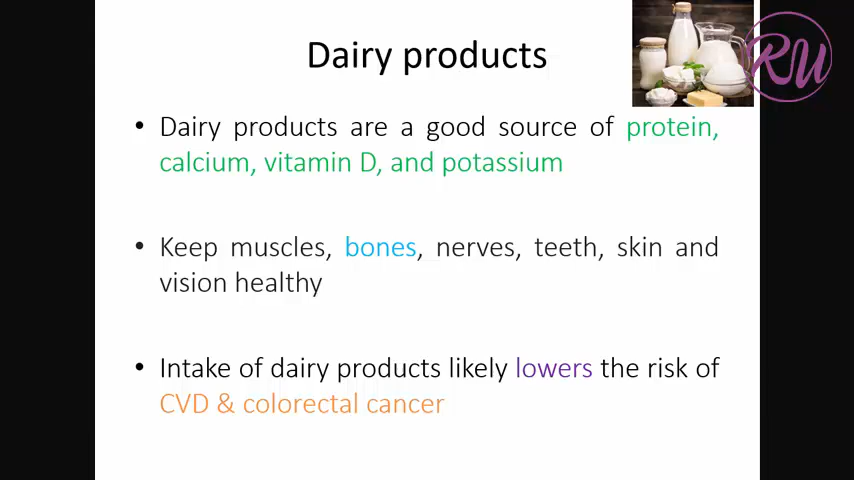 Dairy products
RU
• Dairy products are a good source of protein,
calcium, vitamin D, and potassium
• Keep muscles, bones, nerves, teeth, skin and
vision healthy
• Intake of dairy products likely lowers the risk of
CVD & colorectal cancer